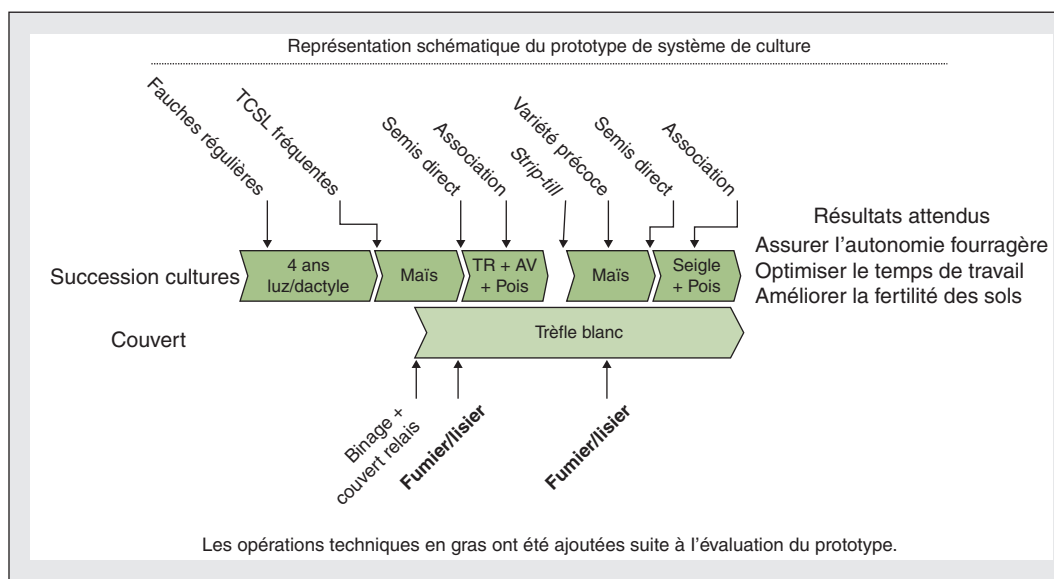 Représentation schématique du prototype de système de culture
Fauches régulières
TCSL fréquentes
Semis direct
Association
Strip-till
Variété précoce
Semis direct
Association
Résultats attendus
Assurer l'autonomie fourragère
Optimiser le temps de travail
Améliorer la fertilité des sols
Succession cultures
4 ans
luz/dactyle
Maïs
TR + AV
+ Pois
Maïs
Seigle
+ Pois
Couvert
Trèfle blanc
Binage +
couvert relais
Fumier/lisier
Fumier/lisier
Les opérations techniques en gras ont été ajoutées suite à l'évaluation du prototype.